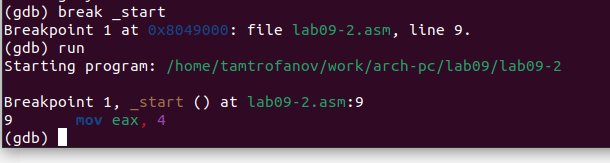 (gdb) break _start
Breakpoint 1 at 0x8049000: file lab09-2.asm, line 9.
(gdb) run
Starting program: /home/tamtrofanov/work/arch-pc/lab09/lab09-2
Breakpoint 1, _start () at lab09-2.asm:9
9	mov eax, 4
(gdb)